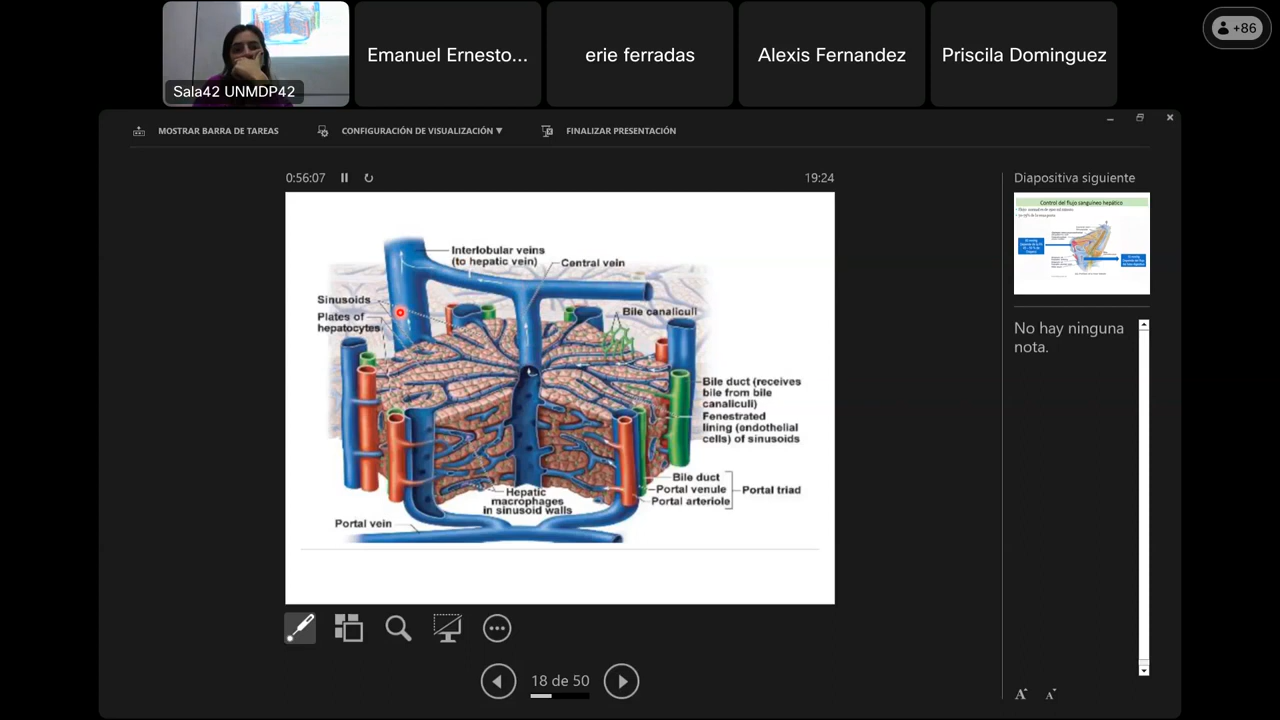 Sala42 UNMDP42
Emanuel Ernesto...
erie ferradas
Alexis Fernandez
Priscila Dominguez
+86
MOSTRAR BARRA DE TAREAS
CONFIGURACIÓN DE VISUALIZACIÓN ▼
FINALIZAR PRESENTACIÓN
0:56:07
19:24
Interlobular veins
(to hepatic vein)
Central vein
Sinusoids
Plates of
hepatocytes
Bile canaliculi
Bile duct (receives
bile from bile
canaliculi)
Fenestrated
lining (endothelial
cells) of sinusoids
Bile duct
Portal venule
Portal arteriole
Portal triad
Hepatic
macrophages
in sinusoid walls
Portal vein
18 de 50
Diapositiva siguiente
Control del flujo sanguíneo hepático
No hay ninguna
nota.
A
A